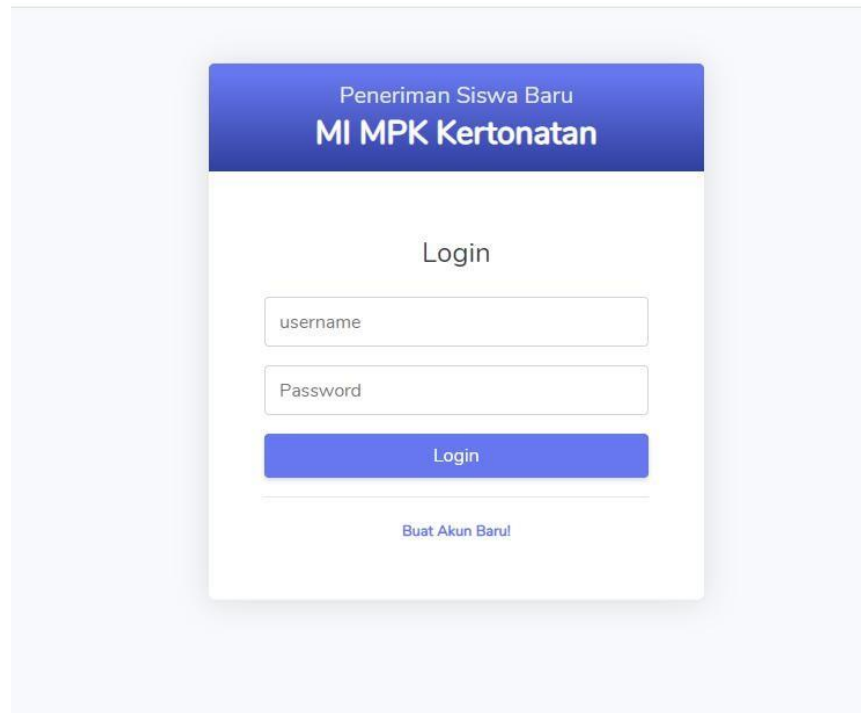 Peneriman Siswa Baru
MI MPK Kertonatan
Login
username
Password
Login
Buat Akun Baru!